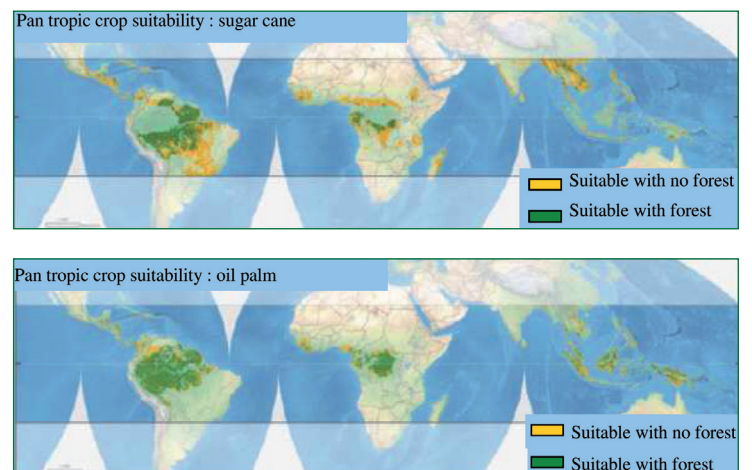 Pan tropic crop suitability : sugar cane
Suitable with no forest
Suitable with forest
Pan tropic crop suitability : oil palm
Suitable with no forest
Suitable with forest